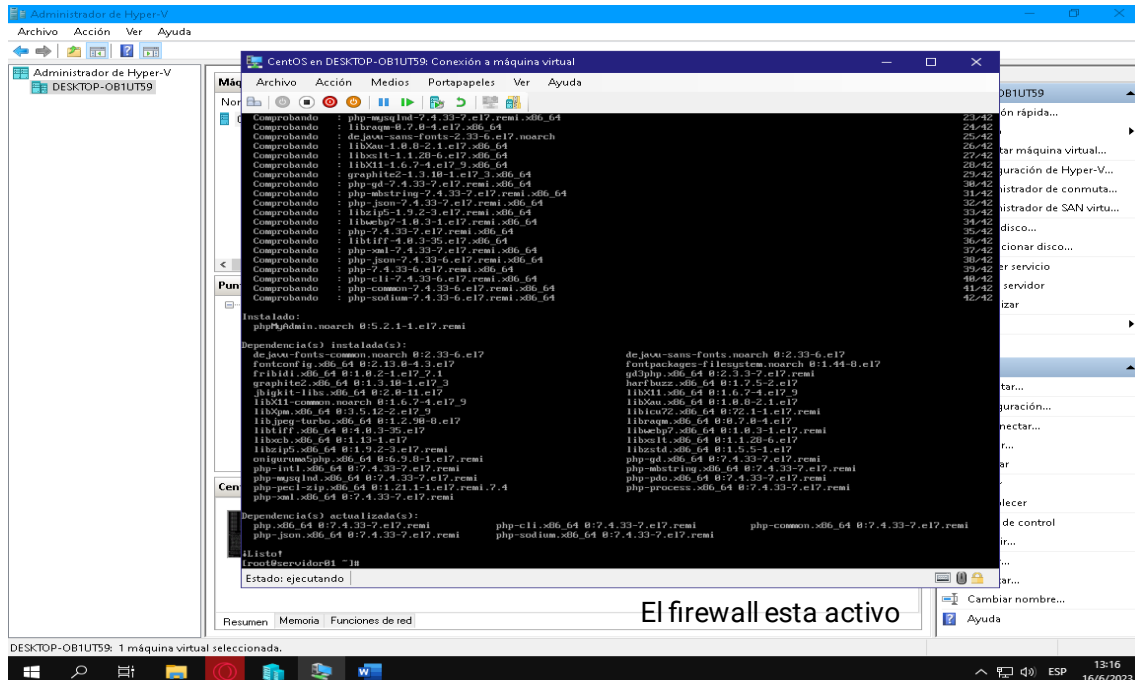 Administrador de Hyper-V
Archivo Acción Ver Ayuda
Administrador de Hyper-V
DESKTOP-OB1UT59
CentOS en DESKTOP-OB1UT59: Conexión a máquina virtual
Archivo Acción Medios Portapapeles Ver Ayuda
Comprobando : php-mysqlnd-7.4.33-7.el7.remi.x86_64 23/42
Comprobando : libraqm-0.7.0-4.el7.x86_64 24/42
Comprobando : dejavu-sans-fonts-2.33-6.el7.noarch 25/42
Comprobando : libXau-1.0.8-2.1.el7.x86_64 26/42
Comprobando : libxslt-1.1.28-6.el7.x86_64 27/42
Comprobando : libX11-1.6.7-4.el7_9.x86_64 28/42
Comprobando : graphite2-1.3.10-1.el7_3.x86_64 29/42
Comprobando : php-gd-7.4.33-7.el7.remi.x86_64 30/42
Comprobando : php-mbstring-7.4.33-7.el7.remi.x86_64 31/42
Comprobando : php-json-7.4.33-7.el7.remi.x86_64 32/42
Comprobando : libzip5-1.9.2-3.el7.remi.x86_64 33/42
Comprobando : libwebp7-1.0.3-1.el7.remi.x86_64 34/42
Comprobando : php-7.4.33-7.el7.remi.x86_64 35/42
Comprobando : libtiff-4.0.3-35.el7.x86_64 36/42
Comprobando : php-xml-7.4.33-7.el7.remi.x86_64 37/42
Comprobando : php-json-7.4.33-6.el7.remi.x86_64 38/42
Comprobando : php-7.4.33-6.el7.remi.x86_64 39/42
Comprobando : php-cli-7.4.33-6.el7.remi.x86_64 40/42
Comprobando : php-common-7.4.33-6.el7.remi.x86_64 41/42
Comprobando : php-sodium-7.4.33-6.el7.remi.x86_64 42/42
Instalado:
phpMyAdmin.noarch 0:5.2.1-1.el7.remi
Dependencia(s) instalada(s):
dejavu-fonts-common.noarch 0:2.33-6.el7 dejavu-sans-fonts.noarch 0:2.33-6.el7
fontconfig.x86_64 0:2.13.0-4.3.el7 fontpackages-filesystem.noarch 0:1.44-8.el7
fribidi.x86_64 0:1.0.2-1.el7_7.1 gd3php.x86_64 0:2.3.3-7.el7.remi
graphite2.x86_64 0:1.3.10-1.el7_3 harfbuzz.x86_64 0:1.7.5-2.el7
jbigkit-libs.x86_64 0:2.0-11.el7 libX11.x86_64 0:1.6.7-4.el7_9
libX11-common.noarch 0:1.6.7-4.el7_9 libXau.x86_64 0:1.0.8-2.1.el7
libXpm.x86_64 0:3.5.12-2.el7_9 libicu72.x86_64 0:72.1-1.el7.remi
libjpeg-turbo.x86_64 0:1.2.90-8.el7 libraqm.x86_64 0:0.7.0-4.el7
libtiff.x86_64 0:4.0.3-35.el7 libwebp7.x86_64 0:1.0.3-1.el7.remi
libxcb.x86_64 0:1.13-1.el7 libxslt.x86_64 0:1.1.28-6.el7
libzip5.x86_64 0:1.9.2-3.el7.remi libzstd.x86_64 0:1.5.5-1.el7
oniguruma5php.x86_64 0:6.9.8-1.el7.remi php-gd.x86_64 0:7.4.33-7.el7.remi
php-intl.x86_64 0:7.4.33-7.el7.remi php-mbstring.x86_64 0:7.4.33-7.el7.remi
php-mysqlnd.x86_64 0:7.4.33-7.el7.remi php-pdo.x86_64 0:7.4.33-7.el7.remi
php-pecl-zip.x86_64 0:1.21.1-1.el7.remi.7.4 php-process.x86_64 0:7.4.33-7.el7.remi
php-xml.x86_64 0:7.4.33-7.el7.remi
Dependencia(s) actualizada(s):
php.x86_64 0:7.4.33-7.el7.remi php-cli.x86_64 0:7.4.33-7.el7.remi php-common.x86_64 0:7.4.33-7.el7.remi
php-json.x86_64 0:7.4.33-7.el7.remi php-sodium.x86_64 0:7.4.33-7.el7.remi
¡Listo!
[root@servidor01 ~]#
Estado: ejecutando
Máq
Nor
Pun
Cen
OB1UT59
ón rápida...
tar máquina virtual...
guración de Hyper-V...
nistrador de conmuta...
nistrador de SAN virtu...
disco...
cionar disco...
er servicio
servidor
izar
tar...
guración...
nectar...
r...
ar
lecer
de control
ir...
tar...
Cambiar nombre...
Ayuda
El firewall esta activo
Resumen Memoria Funciones de red
DESKTOP-OB1UT59: 1 máquina virtual seleccionada.
ESP
13:16
16/6/2023